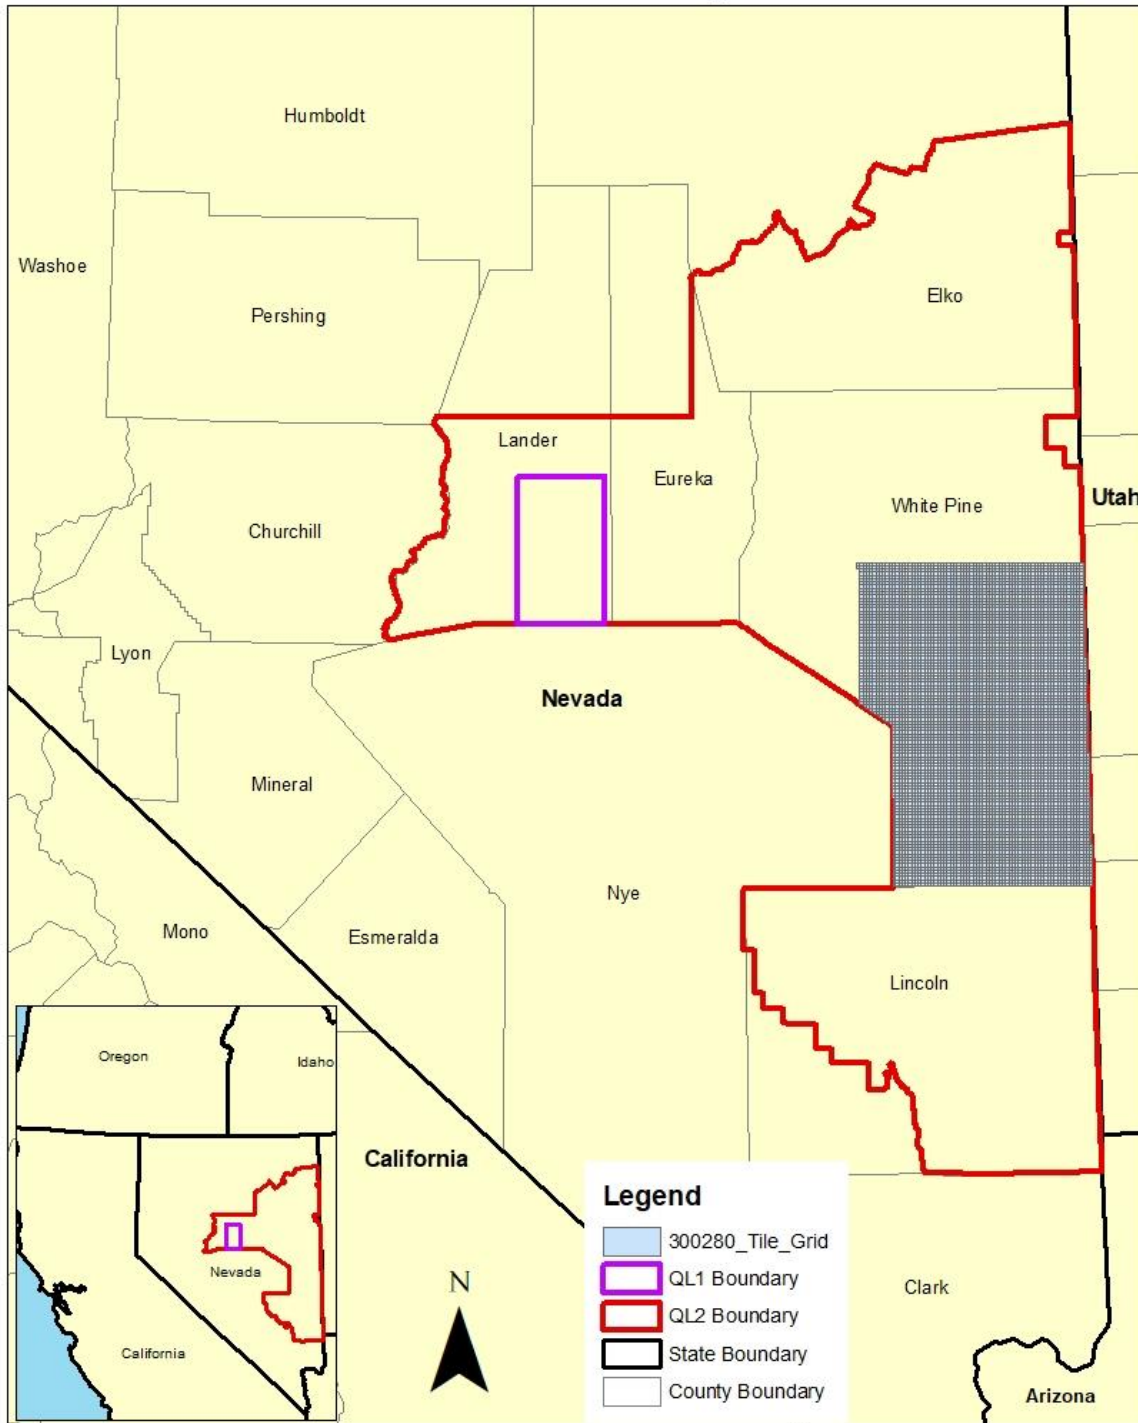 Humboldt
Washoe
Pershing
Elko
Lander
Eureka
White Pine
Utah
Churchill
Lyon
Nevada
Mineral
Nye
Mono
Esmeralda
Lincoln
Oregon
Idaho
California
Nevada
California
N
Legend
300280_Tile_Grid
QL1 Boundary
QL2 Boundary
State Boundary
County Boundary
Clark
Arizona